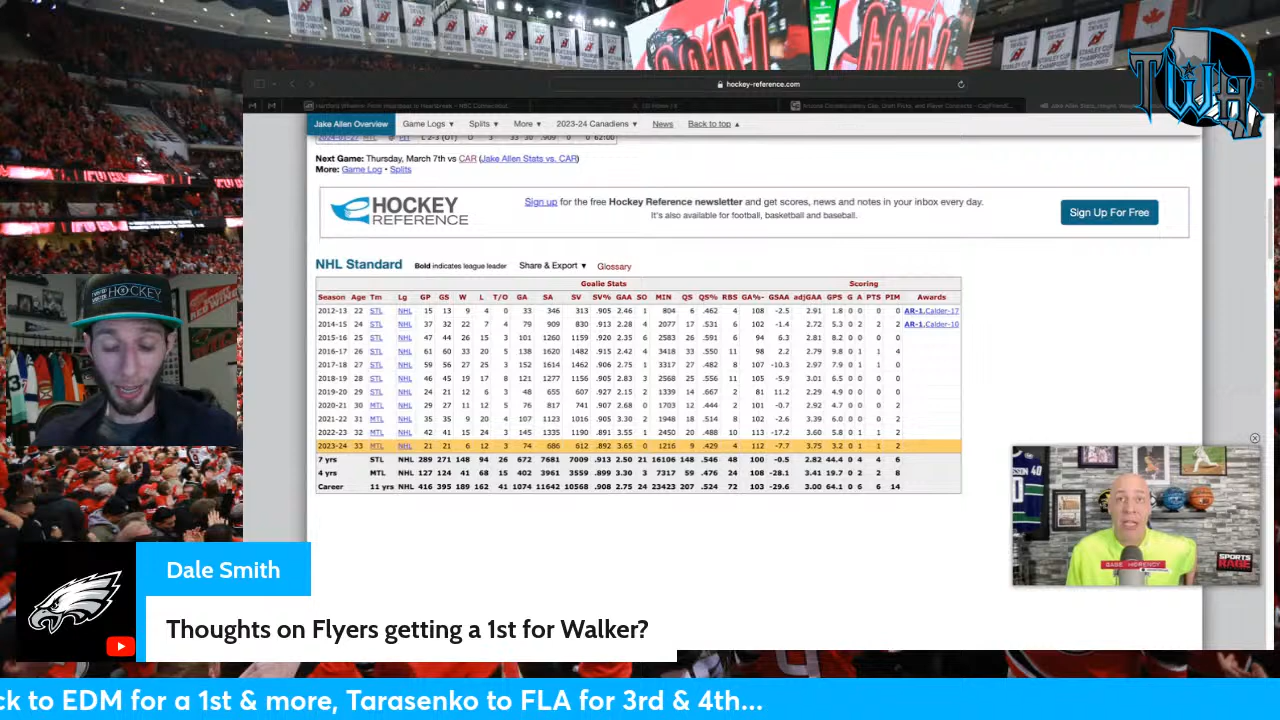 GOAL GOAL
TWH
hockey-reference.com
Jake Allen Overview Game Logs ▼ Splits ▼ More ▼ 2023-24 Canadiens ▼ News Back to top ▲
Next Game: Thursday, March 7th vs CAR (Jake Allen Stats vs. CAR)
More: Game Log • Splits
HOCKEY REFERENCE
Sign up for the free Hockey Reference newsletter and get scores, news and notes in your inbox every day.
It's also available for football, basketball and baseball.
Sign Up For Free
NHL Standard Bold indicates league leader Share & Export ▼ Glossary
Goalie Stats Scoring
Season Age Tm Lg GP GS W L T/O GA SA SV SV% GAA SO MIN QS QS% RBS GA%- GSAA adjGAA GPS G A PTS PIM Awards
2012-13 22 STL NHL 15 13 9 4 0 33 346 313 .905 2.46 1 804 6 .462 4 108 -2.5 2.91 1.8 0 0 0 0 AR-1,Calder-17
2014-15 24 STL NHL 37 32 22 7 4 79 909 830 .913 2.28 4 2077 17 .531 6 102 -1.4 2.72 5.2 0 2 2 2 AR-1,Calder-10
2015-16 25 STL NHL 47 44 26 15 3 101 1260 1159 .920 2.35 6 2583 26 .591 6 94 6.3 2.81 8.2 0 0 0 0
2016-17 26 STL NHL 61 60 33 20 5 138 1620 1482 .915 2.42 4 3418 33 .550 11 98 2.2 2.79 9.8 0 1 1 4
2017-18 27 STL NHL 59 56 27 25 3 152 1614 1462 .906 2.75 1 3317 27 .482 8 107 -10.3 2.97 7.9 0 1 1 0
2018-19 28 STL NHL 46 45 19 17 8 121 1277 1156 .905 2.83 3 2568 25 .556 11 105 -5.9 3.01 6.5 0 0 0 0
2019-20 29 STL NHL 24 21 12 6 3 48 655 607 .927 2.15 2 1339 14 .667 2 81 11.2 2.29 4.9 0 0 0 0
2020-21 30 MTL NHL 29 27 11 12 5 76 817 741 .907 2.68 0 1703 12 .444 2 101 -0.7 2.92 4.7 0 0 0 2
2021-22 31 MTL NHL 35 35 9 20 4 107 1123 1016 .905 3.30 2 1948 18 .514 8 102 -2.6 3.39 6.0 0 0 0 2
2022-23 32 MTL NHL 42 41 15 24 3 145 1335 1190 .891 3.55 1 2450 20 .488 10 113 -17.2 3.60 5.8 0 1 1 2
2023-24 33 MTL NHL 21 21 6 12 3 74 686 612 .892 3.65 0 1216 9 .429 4 112 -7.7 3.75 3.2 0 1 1 2
7 yrs STL NHL 289 271 148 94 26 672 7681 7009 .913 2.50 21 16106 148 .546 48 100 -1.5 2.82 44.4 0 4 4 6
4 yrs MTL NHL 127 124 41 68 15 402 3961 3559 .899 3.30 3 7317 59 .476 24 108 -28.1 3.41 19.7 0 2 2 8
Career 11 yrs NHL 416 395 189 162 41 1074 11642 10568 .908 2.75 24 23423 207 .524 72 103 -29.6 3.00 64.1 0 6 6 14
HOCKEY
SPORTS RAGE
Dale Smith
Thoughts on Flyers getting a 1st for Walker?
ck to EDM for a 1st & more, Tarasenko to FLA for 3rd & 4th...